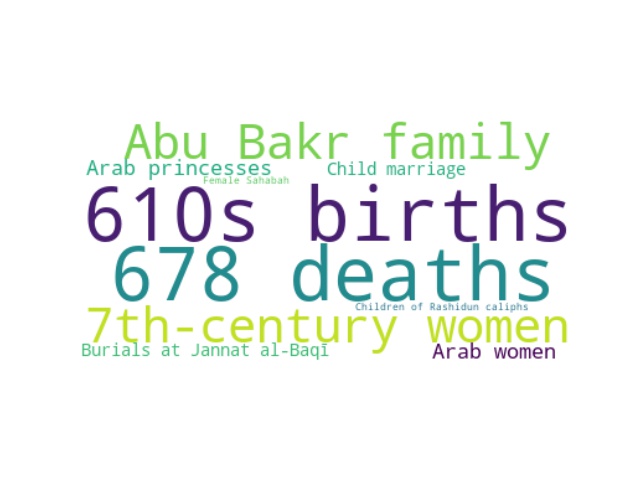 Abu Bakr family
Arab princesses
Child marriage
Female Sahabah
610s births
678 deaths
Children of Rashidun caliphs
7th-century women
Burials at Jannat al-Baqī
Arab women